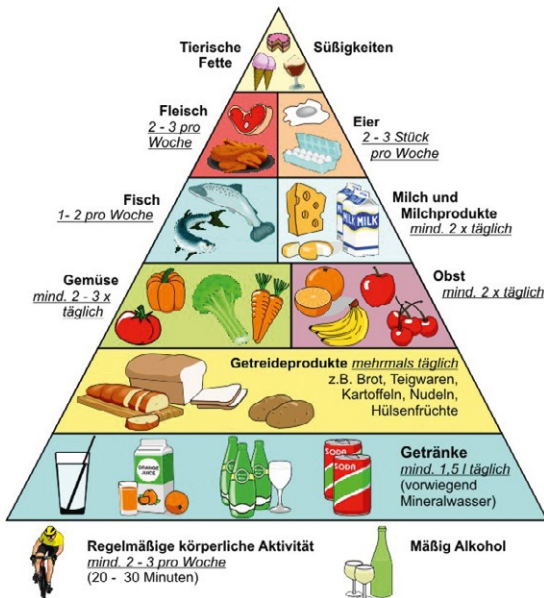 Tierische
Fette
Süßigkeiten
Fleisch
2 - 3 pro
Woche
Eier
2 - 3 Stück
pro Woche
Fisch
1- 2 pro Woche
Milch und
Milchprodukte
mind. 2 x täglich
MILK
MILK
Gemüse
mind. 2 - 3 x
täglich
Obst
mind. 2 x täglich
Getreideprodukte mehrmals täglich
z.B. Brot, Teigwaren,
Kartoffeln, Nudeln,
Hülsenfrüchte
ORANGE
JUICE
SODA
SODA
Getränke
mind. 1,5 l täglich
(vorwiegend
Mineralwasser)
Regelmäßige körperliche Aktivität
mind. 2 - 3 pro Woche
(20 - 30 Minuten)
Mäßig Alkohol